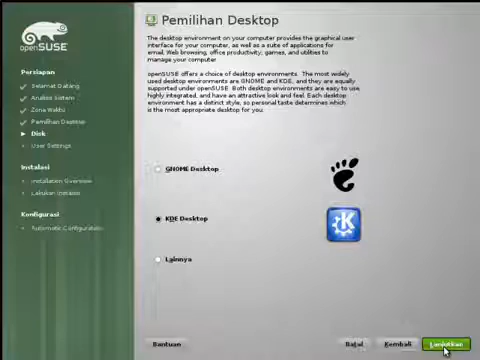 openSUSE
Persiapan
Selamat Datang
Analisis Sistem
Zona Waktu
Pemilihan Desktop
Disk
User Settings
Instalasi
Installation Overview
Lakukan Instalasi
Konfigurasi
Automatic Configuration
Pemilihan Desktop
The desktop environment on your computer provides the graphical user
interface for your computer, as well as a suite of applications for
email, Web browsing, office productivity, games, and utilities to
manage your computer.
openSUSE offers a choice of desktop environments. The most widely
used desktop environments are GNOME and KDE, and they are equally
supported under openSUSE. Both desktop environments are easy to use,
highly integrated, and have an attractive look and feel. Each desktop
environment has a distinct style, so personal taste determines which
is the most appropriate desktop for you.
GNOME Desktop
KDE Desktop
Lainnya
Bantuan
Batal
Kembali
Lanjutkan